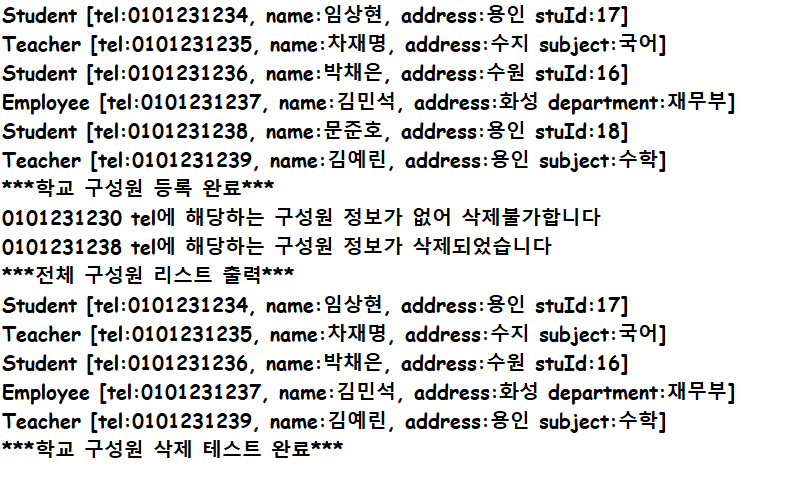 Student [tel:0101231234, name:임상현, address:용인 stuId:17]
Teacher [tel:0101231235, name:차재명, address:수지 subject:국어]
Student [tel:0101231236, name:박채은, address:수원 stuId:16]
Employee [tel:0101231237, name:김민석, address:화성 department:재무부]
Student [tel:0101231238, name:문준호, address:용인 stuId:18]
Teacher [tel:0101231239, name:김예린, address:용인 subject:수학]
***학교 구성원 등록 완료***
0101231230 tel에 해당하는 구성원 정보가 없어 삭제불가합니다
0101231238 tel에 해당하는 구성원 정보가 삭제되었습니다
***전체 구성원 리스트 출력***
Student [tel:0101231234, name:임상현, address:용인 stuId:17]
Teacher [tel:0101231235, name:차재명, address:수지 subject:국어]
Student [tel:0101231236, name:박채은, address:수원 stuId:16]
Employee [tel:0101231237, name:김민석, address:화성 department:재무부]
Teacher [tel:0101231239, name:김예린, address:용인 subject:수학]
***학교 구성원 삭제 테스트 완료***